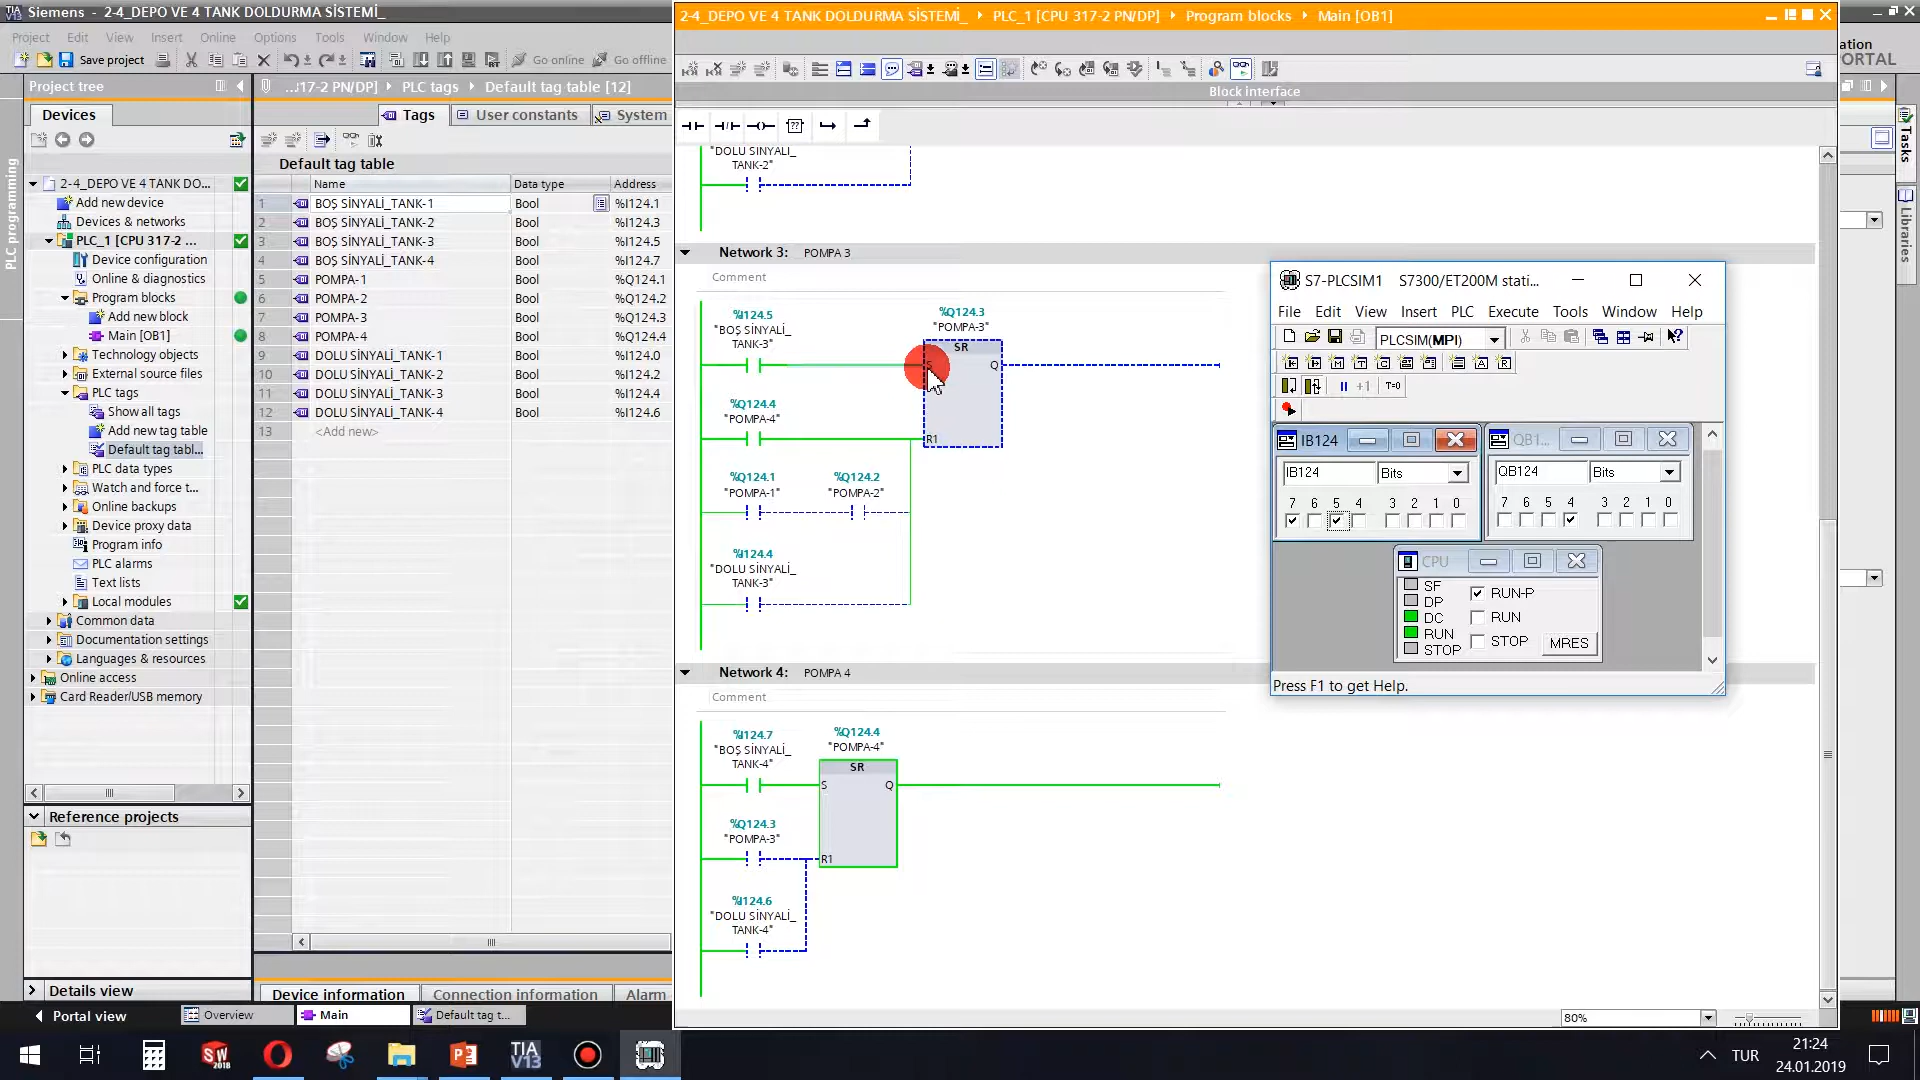 Siemens - 2-4_DEPO VE 4 TANK DOLDURMA SİSTEMİ_
Project Edit View Insert Online Options Tools Window Help
Save project
Go online
Go offline
PORTAL
Project tree
Devices
PLC programming
2-4_DEPO VE 4 TANK DO...
Add new device
Devices & networks
PLC_1 [CPU 317-2 ...
Device configuration
Online & diagnostics
Program blocks
Add new block
Main [OB1]
Technology objects
External source files
PLC tags
Show all tags
Add new tag table
Default tag tabl...
PLC data types
Watch and force t...
Online backups
Device proxy data
Program info
PLC alarms
Text lists
Local modules
Common data
Documentation settings
Languages & resources
Online access
Card Reader/USB memory
Reference projects
Details view
...J17-2 PN/DP] PLC tags Default tag table [12]
Tags User constants System
Default tag table
Name Data type Address
1 BOŞ SİNYALİ_TANK-1 Bool %I124.1
2 BOŞ SİNYALİ_TANK-2 Bool %I124.3
3 BOŞ SİNYALİ_TANK-3 Bool %I124.5
4 BOŞ SİNYALİ_TANK-4 Bool %I124.7
5 POMPA-1 Bool %Q124.1
6 POMPA-2 Bool %Q124.2
7 POMPA-3 Bool %Q124.3
8 POMPA-4 Bool %Q124.4
9 DOLU SİNYALİ_TANK-1 Bool %I124.0
10 DOLU SİNYALİ_TANK-2 Bool %I124.2
11 DOLU SİNYALİ_TANK-3 Bool %I124.4
12 DOLU SİNYALİ_TANK-4 Bool %I124.6
13 <Add new>
Device information Connection information Alarm
2-4_DEPO VE 4 TANK DOLDURMA SİSTEMİ_ PLC_1 [CPU 317-2 PN/DP] Program blocks Main [OB1]
Block interface
"DOLU SİNYALİ_
TANK-2"
Network 3: POMPA 3
Comment
%I124.5
"BOŞ SİNYALİ_
TANK-3"
%Q124.3
"POMPA-3"
SR
S
Q
%Q124.4
"POMPA-4"
R1
%Q124.1
"POMPA-1"
%Q124.2
"POMPA-2"
%I124.4
"DOLU SİNYALİ_
TANK-3"
Network 4: POMPA 4
Comment
%I124.7
"BOŞ SİNYALİ_
TANK-4"
%Q124.4
"POMPA-4"
SR
S
Q
%Q124.3
"POMPA-3"
R1
%I124.6
"DOLU SİNYALİ_
TANK-4"
80%
S7-PLCSIM1 S7300/ET200M stati...
File Edit View Insert PLC Execute Tools Window Help
PLCSIM(MPI)
+1 T=0
IB124
IB124 Bits
7 6 5 4 3 2 1 0
QB1...
QB124 Bits
7 6 5 4 3 2 1 0
CPU
SF
DP
DC
RUN
STOP
RUN-P
RUN
STOP
MRES
Press F1 to get Help.
Tasks
Libraries
Portal view
Overview
Main
Default tag t...
SW
2018
TIA
V13
TUR
21:24
24.01.2019